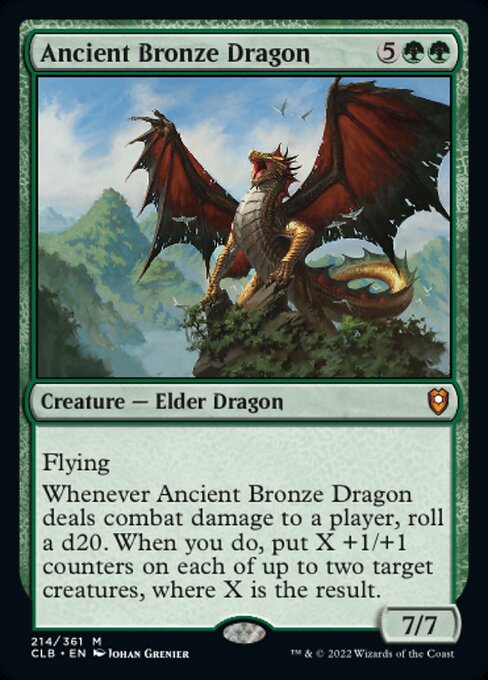 Ancient Bronze Dragon 5
Creature — Elder Dragon
Flying
Whenever Ancient Bronze Dragon
deals combat damage to a player, roll
a d20. When you do, put X +1/+1
counters on each of up to two target
creatures, where X is the result.
7/7
214/361 M
CLB • EN Johan Grenier
™ & © 2022 Wizards of the Coast